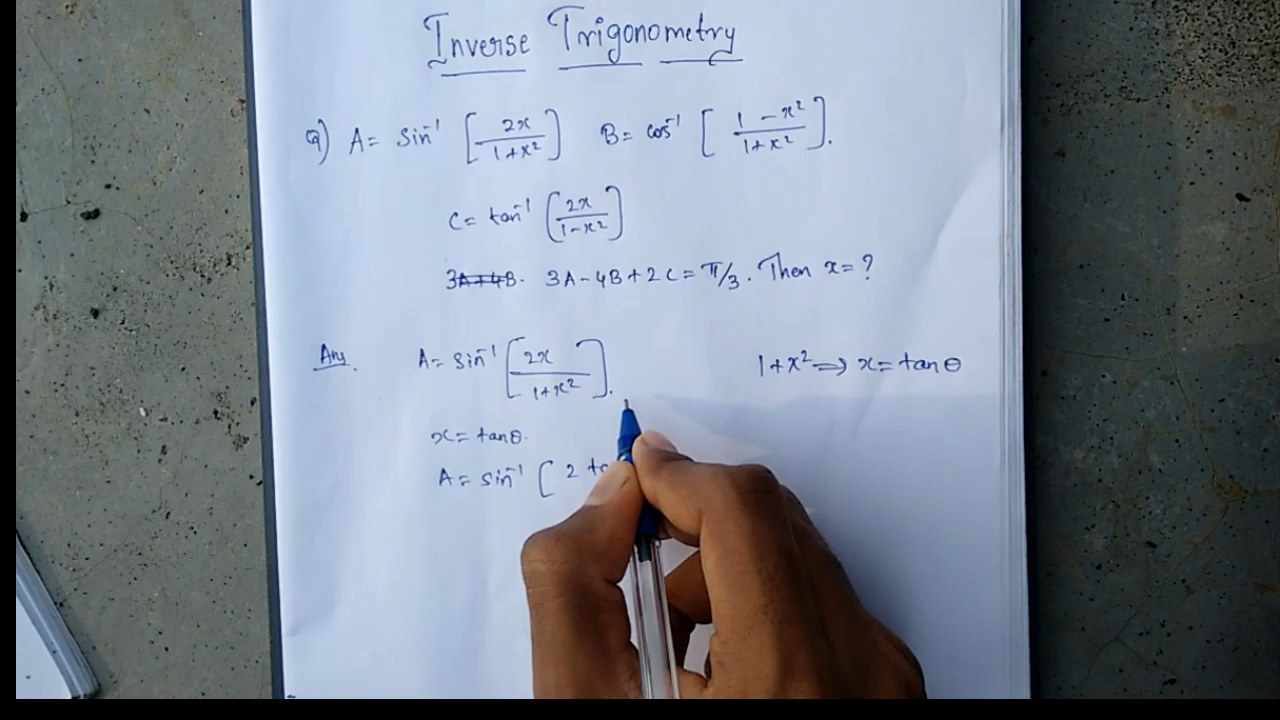 Inverse Trigonometry
Q) A = Sin⁻¹ [2x/1+x²] B = cos⁻¹ [1-x²/1+x²].
C = tan⁻¹ [2x/1-x²]
3A+4B. 3A-4B+2C = π/3. Then x = ?
Ans. A = Sin⁻¹ [2x/1+x²]. 1+x² ⇒ x = tanθ
x = tanθ.
A = sin⁻¹ [2